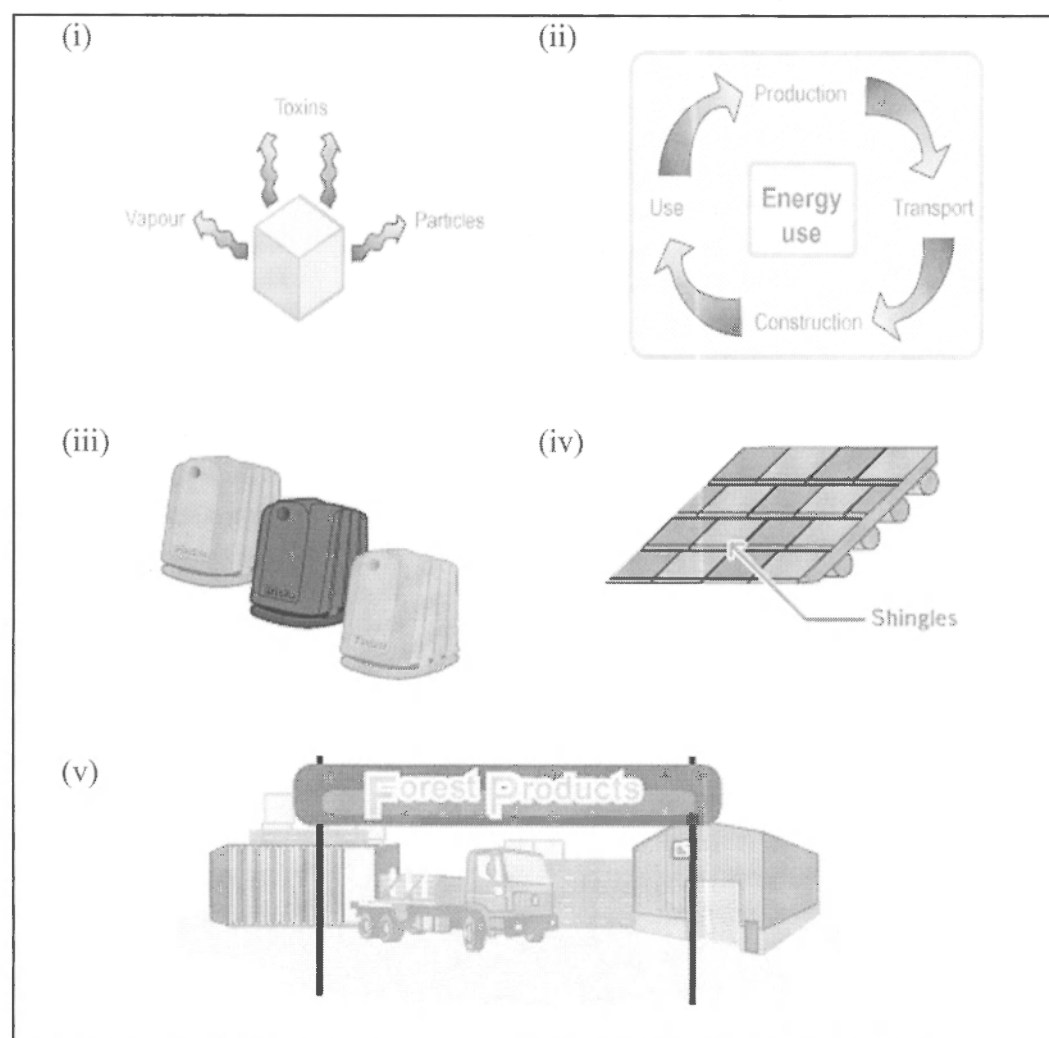 (i)
Toxins
Vapour
Particles
(ii)
Production
Use
Energy
use
Transport
Construction
(iii)
(iv)
Shingles
(v)
Forest Products